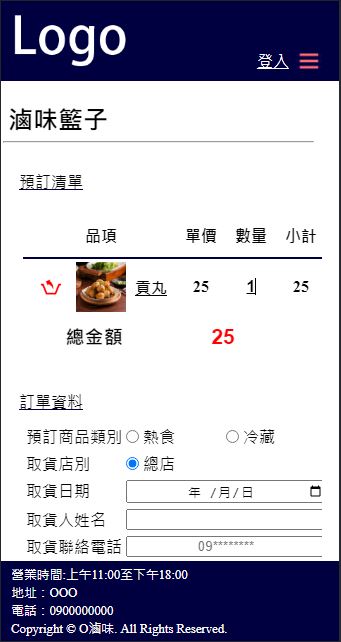 Logo
登入
滷味籃子
預訂清單
品項 單價 數量 小計
貢丸 25 1 25
總金額 25
訂單資料
預訂商品類別 熱食 冷藏
取貨店別 總店
取貨日期 年 /月/日
取貨人姓名
取貨聯絡電話 09********
營業時間:上午11:00至下午18:00
地址：OOO
電話：0900000000
Copyright © O滷味. All Rights Reserved.